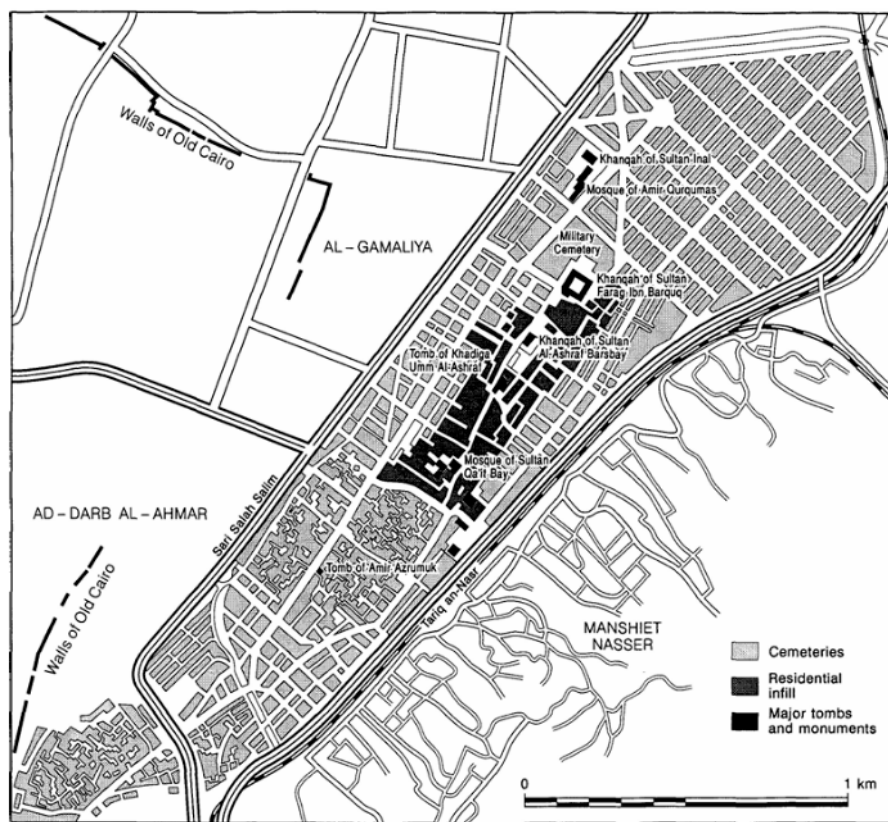 Walls of Old Cairo
Khanqah of Sultan Inal
Mosque of Amir Qurqumas
Military
Cemetery
AL-GAMALIYA
Khanqah of Sultan
Farag Ibn Barquq
Khanqah of Sultan
Al-Ashraf Barsbay
Tomb of Khadiga
Umm Al-Ashraf
Mosque of Sultan
Qa'it Bay
AD-DARB AL-AHMAR
Sari Salah Salim
Tomb of Amir Azrumuk
Tariq an-Nasr
Walls of Old Cairo
MANSHIET
NASSER
Cemeteries
Residential
infill
Major tombs
and monuments
0
1 km